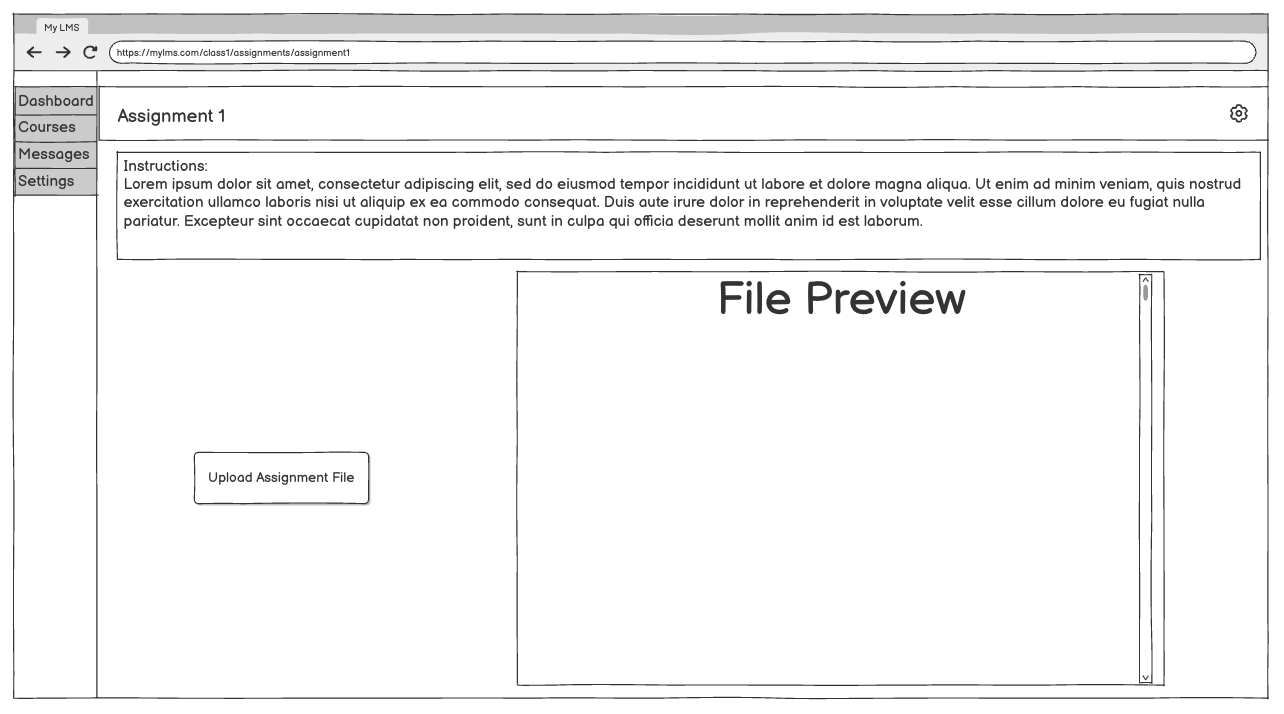 My LMS
https://mylms.com/class1/assignments/assignment1
Dashboard
Courses
Messages
Settings
Assignment 1
Instructions:
Lorem ipsum dolor sit amet, consectetur adipiscing elit, sed do eiusmod tempor incididunt ut labore et dolore magna aliqua. Ut enim ad minim veniam, quis nostrud
exercitation ullamco laboris nisi ut aliquip ex ea commodo consequat. Duis aute irure dolor in reprehenderit in voluptate velit esse cillum dolore eu fugiat nulla
pariatur. Excepteur sint occaecat cupidatat non proident, sunt in culpa qui officia deserunt mollit anim id est laborum.
File Preview
Upload Assignment File